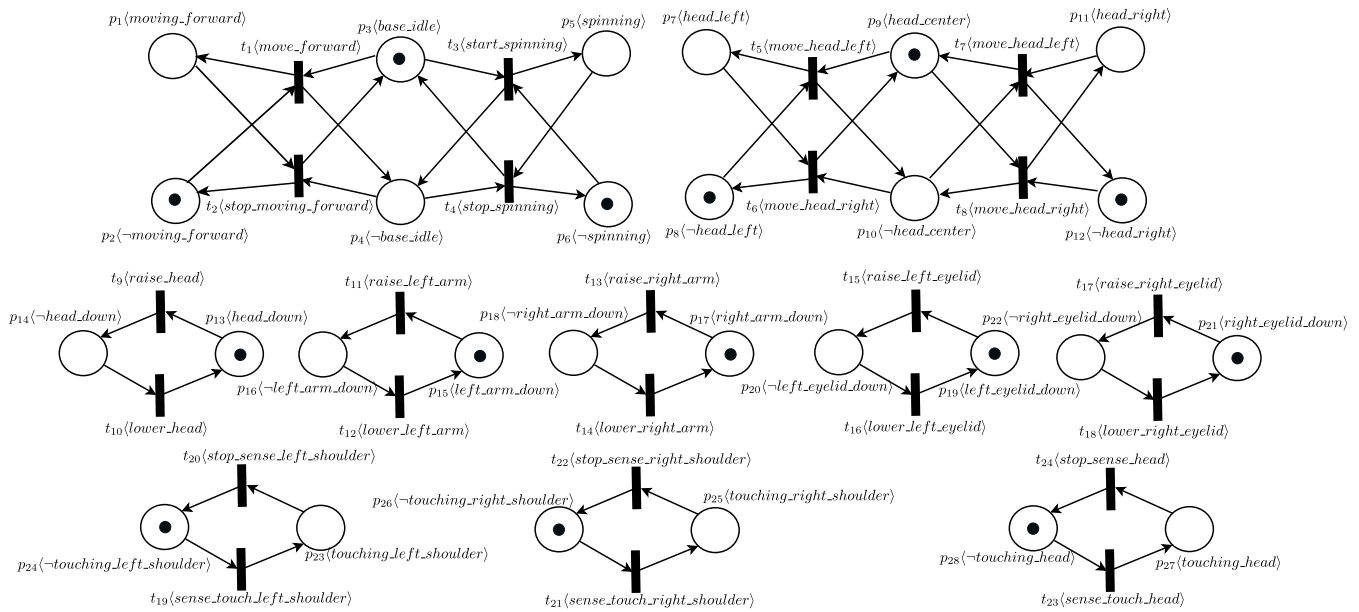 p1⟨moving_forward⟩
p3⟨base_idle⟩
p5⟨spinning⟩
p7⟨head_left⟩
p9⟨head_center⟩
p11⟨head_right⟩
t1⟨move_forward⟩
t3⟨start_spinning⟩
t5⟨move_head_left⟩
t7⟨move_head_left⟩
t2⟨stop_moving_forward⟩
t4⟨stop_spinning⟩
t6⟨move_head_right⟩
t8⟨move_head_right⟩
p2⟨¬moving_forward⟩
p4⟨¬base_idle⟩
p6⟨¬spinning⟩
p8⟨¬head_left⟩
p10⟨¬head_center⟩
p12⟨¬head_right⟩
t9⟨raise_head⟩
t11⟨raise_left_arm⟩
t13⟨raise_right_arm⟩
t15⟨raise_left_eyelid⟩
t17⟨raise_right_eyelid⟩
p14⟨¬head_down⟩
p13⟨head_down⟩
p18⟨¬right_arm_down⟩
p17⟨right_arm_down⟩
p22⟨¬right_eyelid_down⟩
p21⟨right_eyelid_down⟩
p16⟨¬left_arm_down⟩
p15⟨left_arm_down⟩
p20⟨¬left_eyelid_down⟩
p19⟨left_eyelid_down⟩
t10⟨lower_head⟩
t12⟨lower_left_arm⟩
t14⟨lower_right_arm⟩
t16⟨lower_left_eyelid⟩
t18⟨lower_right_eyelid⟩
t20⟨stop_sense_left_shoulder⟩
t22⟨stop_sense_right_shoulder⟩
t24⟨stop_sense_head⟩
p26⟨¬touching_right_shoulder⟩
p25⟨touching_right_shoulder⟩
p24⟨¬touching_left_shoulder⟩
p23⟨touching_left_shoulder⟩
p28⟨¬touching_head⟩
p27⟨touching_head⟩
t19⟨sense_touch_left_shoulder⟩
t21⟨sense_touch_right_shoulder⟩
t23⟨sense_touch_head⟩